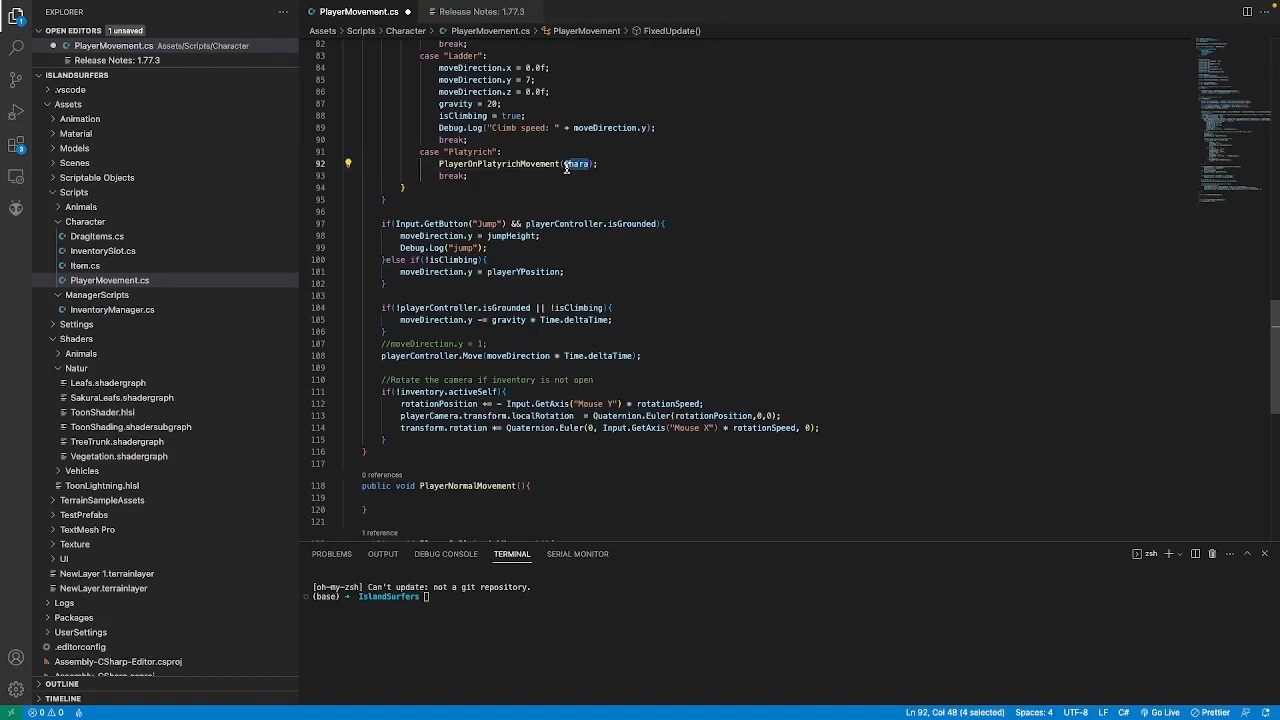 EXPLORER
PlayerMovement.cs
Release Notes: 1.77.3
Assets > Scripts > Character > PlayerMovement.cs > PlayerMovement > FixedUpdate()
OPEN EDITORS 1 unsaved
PlayerMovement.cs Assets/Scripts/Character
Release Notes: 1.77.3
ISLANDSURFERS
.vscode
Assets
Animation
Material
Models
Scenes
Scriptable Objects
Scripts
Animals
Character
DragItems.cs
InventorySlot.cs
Item.cs
PlayerMovement.cs
ManagerScripts
InventoryManager.cs
Settings
Shaders
Animals
Natur
Leafs.shadergraph
SakuraLeafs.shadergraph
ToonShader.hlsl
ToonShading.shadersubgraph
TreeTrunk.shadergraph
Vegetation.shadergraph
Vehicles
ToonLightning.hlsl
TerrainSampleAssets
TestPrefabs
TextMesh Pro
Texture
UI
NewLayer 1.terrainlayer
NewLayer.terrainlayer
Logs
Packages
UserSettings
.editorconfig
Assembly-CSharp-Editor.csproj
OUTLINE
TIMELINE
82 break;
83 case "Ladder":
84 moveDirection.x = 0.0f;
85 moveDirection.y = 7;
86 moveDirection.z = 0.0f;
87 gravity = 20;
88 isClimbing = true;
89 Debug.Log("Climb speed: " + moveDirection.y);
90 break;
91 case "Platyrich":
92 PlayerOnPlatyrichMovement(chara);
93 break;
94 }
95 }
96
97 if(Input.GetButton("Jump") && playerController.isGrounded){
98 moveDirection.y = jumpHeight;
99 Debug.Log("jump");
100 }else if(!isClimbing){
101 moveDirection.y = playerYPosition;
102 }
103
104 if(!playerController.isGrounded || !isClimbing){
105 moveDirection.y -= gravity * Time.deltaTime;
106 }
107 //moveDirection.y = 1;
108 playerController.Move(moveDirection * Time.deltaTime);
109
110 //Rotate the camera if inventory is not open
111 if(!inventory.activeSelf){
112 rotationPosition += - Input.GetAxis("Mouse Y") * rotationSpeed;
113 playerCamera.transform.localRotation = Quaternion.Euler(rotationPosition,0,0);
114 transform.rotation *= Quaternion.Euler(0, Input.GetAxis("Mouse X") * rotationSpeed, 0);
115 }
116 }
117
0 references
118 public void PlayerNormalMovement(){
119
120 }
121
1 reference
PROBLEMS OUTPUT DEBUG CONSOLE TERMINAL SERIAL MONITOR
zsh
[oh-my-zsh] Can't update: not a git repository.
(base) → IslandSurfers
0 0
Ln 92, Col 48 (4 selected) Spaces: 4 UTF-8 LF C# Go Live Prettier